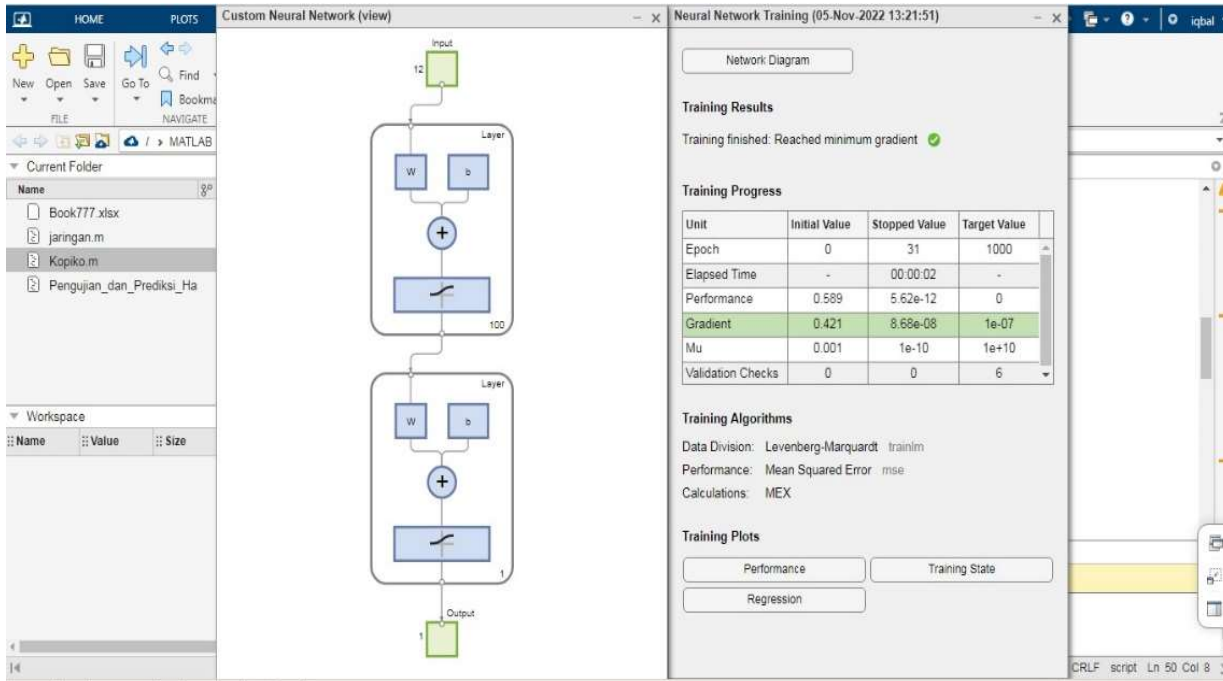 HOME PLOTS
iqbal
New Open Save Go To Find
Bookma
FILE NAVIGATE
/ > MATLAB
Current Folder
Name
Book777.xlsx
jaringan.m
Kopiko.m
Pengujian_dan_Prediksi_Ha
Workspace
Name Value Size
Custom Neural Network (view)
Input
12
Layer
W b
+
100
Layer
W b
+
1
Output
1
Neural Network Training (05-Nov-2022 13:21:51)
Network Diagram
Training Results
Training finished: Reached minimum gradient
Training Progress
Unit Initial Value Stopped Value Target Value
Epoch 0 31 1000
Elapsed Time - 00:00:02 -
Performance 0.589 5.62e-12 0
Gradient 0.421 8.68e-08 1e-07
Mu 0.001 1e-10 1e+10
Validation Checks 0 0 6
Training Algorithms
Data Division: Levenberg-Marquardt trainlm
Performance: Mean Squared Error mse
Calculations: MEX
Training Plots
Performance Training State
Regression
CRLF script Ln 50 Col 8